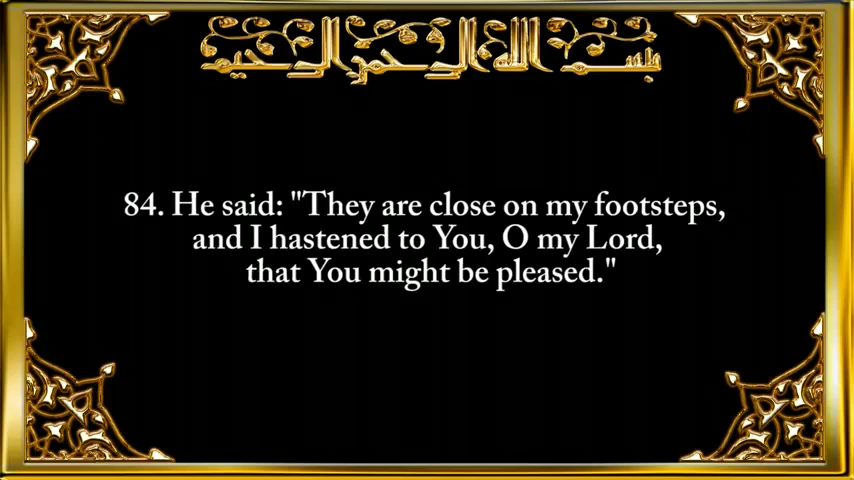 بسم الله الرحمن الرحيم
84. He said: "They are close on my footsteps,
and I hastened to You, O my Lord,
that You might be pleased."